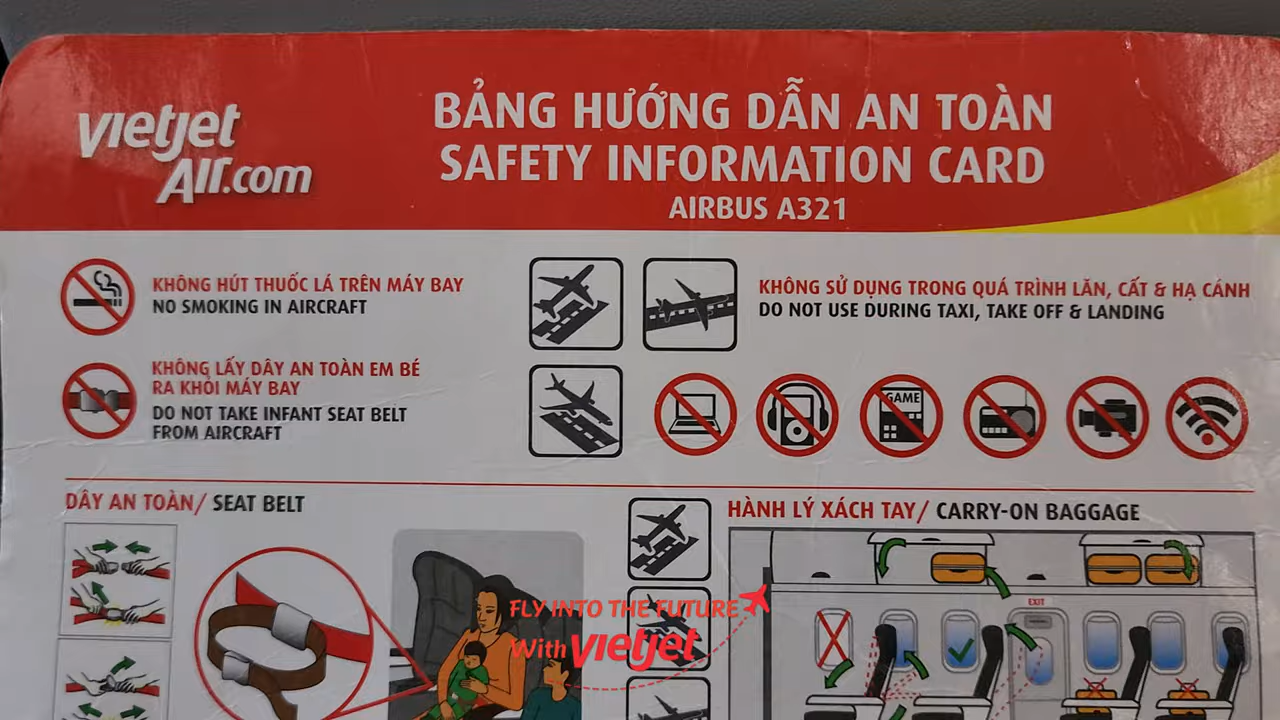 vietjet
Air.com
BẢNG HƯỚNG DẪN AN TOÀN
SAFETY INFORMATION CARD
AIRBUS A321
KHÔNG HÚT THUỐC LÁ TRÊN MÁY BAY
NO SMOKING IN AIRCRAFT
KHÔNG LẤY DÂY AN TOÀN EM BÉ
RA KHỎI MÁY BAY
DO NOT TAKE INFANT SEAT BELT
FROM AIRCRAFT
KHÔNG SỬ DỤNG TRONG QUÁ TRÌNH LĂN, CẤT & HẠ CÁNH
DO NOT USE DURING TAXI, TAKE OFF & LANDING
GAME
DÂY AN TOÀN/ SEAT BELT
HÀNH LÝ XÁCH TAY/ CARRY-ON BAGGAGE
EXIT
FLY INTO THE FUTURE
With vietjet